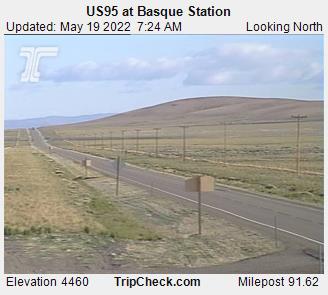 US95 at Basque Station
Updated: May 19 2022 7:24 AM Looking North
Elevation 4460 TripCheck.com Milepost 91.62